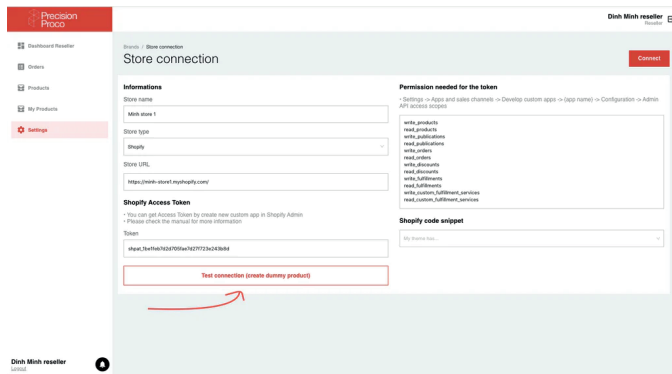 Precision
Proco
Dinh Minh reseller
Reseller
Dashboard Reseller
Orders
Products
My Products
Settings
Brands / Store connection
Store connection
Connect
Informations
Store name
Minh store 1
Store type
Shopify
Store URL
https://minh-store1.myshopify.com/
Shopify Access Token
• You can get Access Token by create new custom app in Shopify Admin
• Please check the manual for more information
Token
Test connection (create dummy product)
Permission needed for the token
• Settings -> Apps and sales channels -> Develop custom apps -> (app name) -> Configuration -> Admin
API access scopes
write_products
read_products
write_publications
read_publications
write_orders
read_orders
write_discounts
read_discounts
write_fulfillments
read_fulfillments
write_custom_fulfillment_services
read_custom_fulfillment_services
Shopify code snippet
My theme has...
Dinh Minh reseller
Logout